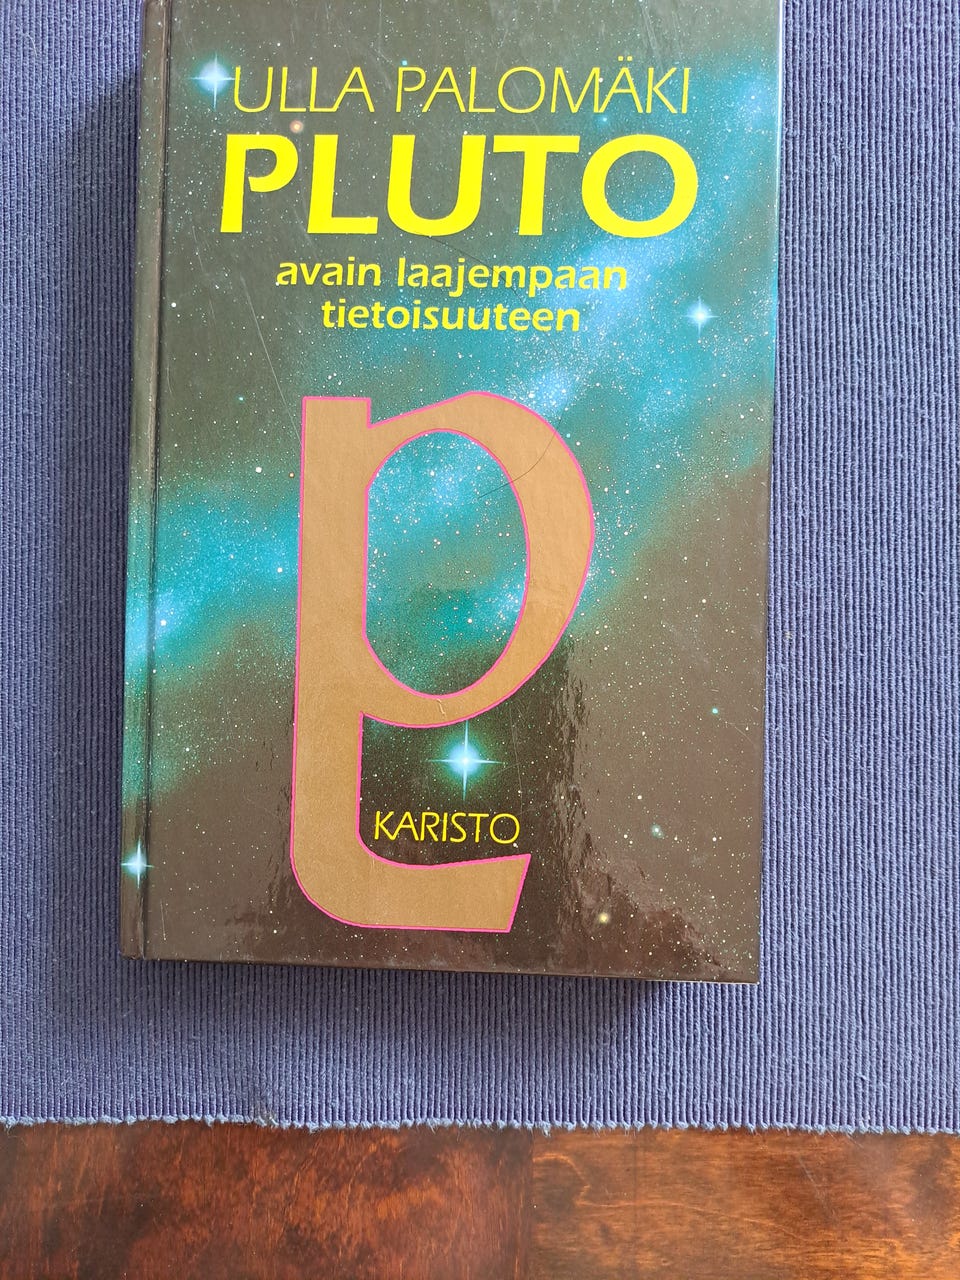 ULLA PALOMÄKI
PLUTO
avain laajempaan
tietoisuuteen
KARISTO